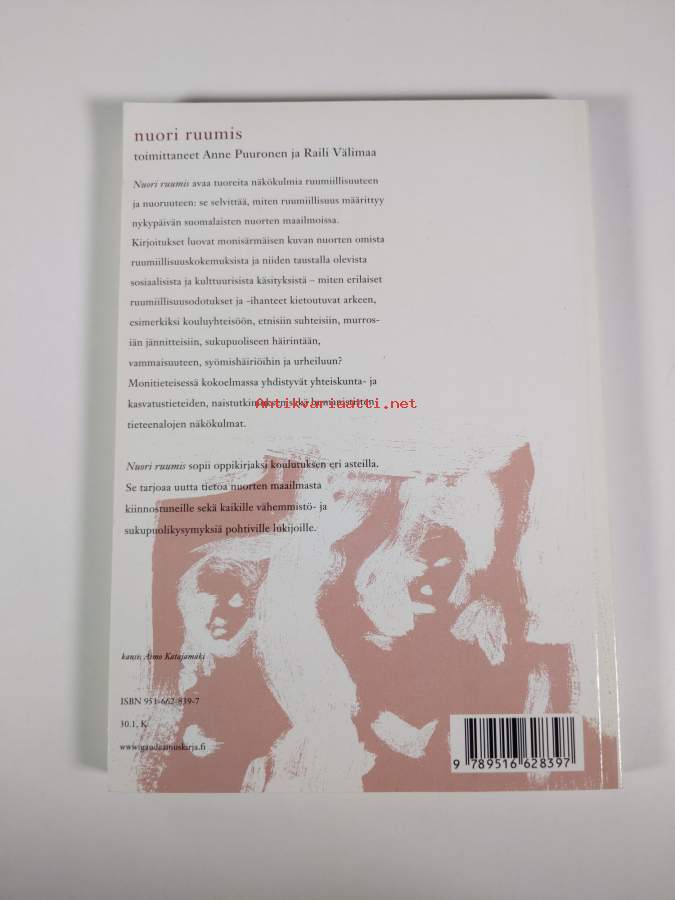 nuori ruumis
toimittaneet Anne Puuronen ja Raili Välimaa
Nuori ruumis avaa tuoreita näkökulmia ruumiillisuuteen
ja nuoruuteen: se selvittää, miten ruumiillisuus määrittyy
nykypäivän suomalaisten nuorten maailmoissa.
Kirjoitukset luovat monisärmäisen kuvan nuorten omista
ruumiillisuuskokemuksista ja niiden taustalla olevista
sosiaalisista ja kulttuurisista käsityksistä – miten erilaiset
ruumiillisuusodotukset ja -ihanteet kietoutuvat arkeen,
esimerkiksi kouluyhteisöön, etnisiin suhteisiin, murros-
iän jännitteisiin, sukupuoliseen häirintään,
vammaisuuteen, syömishäiriöihin ja urheiluun?
Monitieteisessä kokoelmassa yhdistyvät yhteiskunta- ja
kasvatustieteiden,
Antikvariaatti.net
tieteenalojen näkökulmat.
Nuori ruumis sopii oppikirjaksi koulutuksen eri asteilla.
Se tarjoaa uutta tietoa nuorten maailmasta
kiinnostuneille sekä kaikille vähemmistö- ja
sukupuolikysymyksiä pohtiville lukijoille.
kansi: Aimo Katajamäki
ISBN 951-662-839-7
30.1, K
www.gaudeamuskirja.fi
9 789516 628397